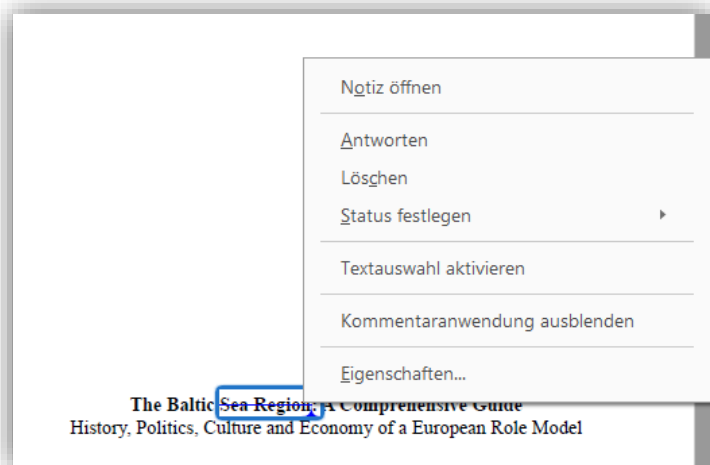 Notiz öffnen
Antworten
Löschen
Status festlegen
Textauswahl aktivieren
Kommentaranwendung ausblenden
Eigenschaften...
The Baltic Sea Region: A Comprehensive Guide
History, Politics, Culture and Economy of a European Role Model